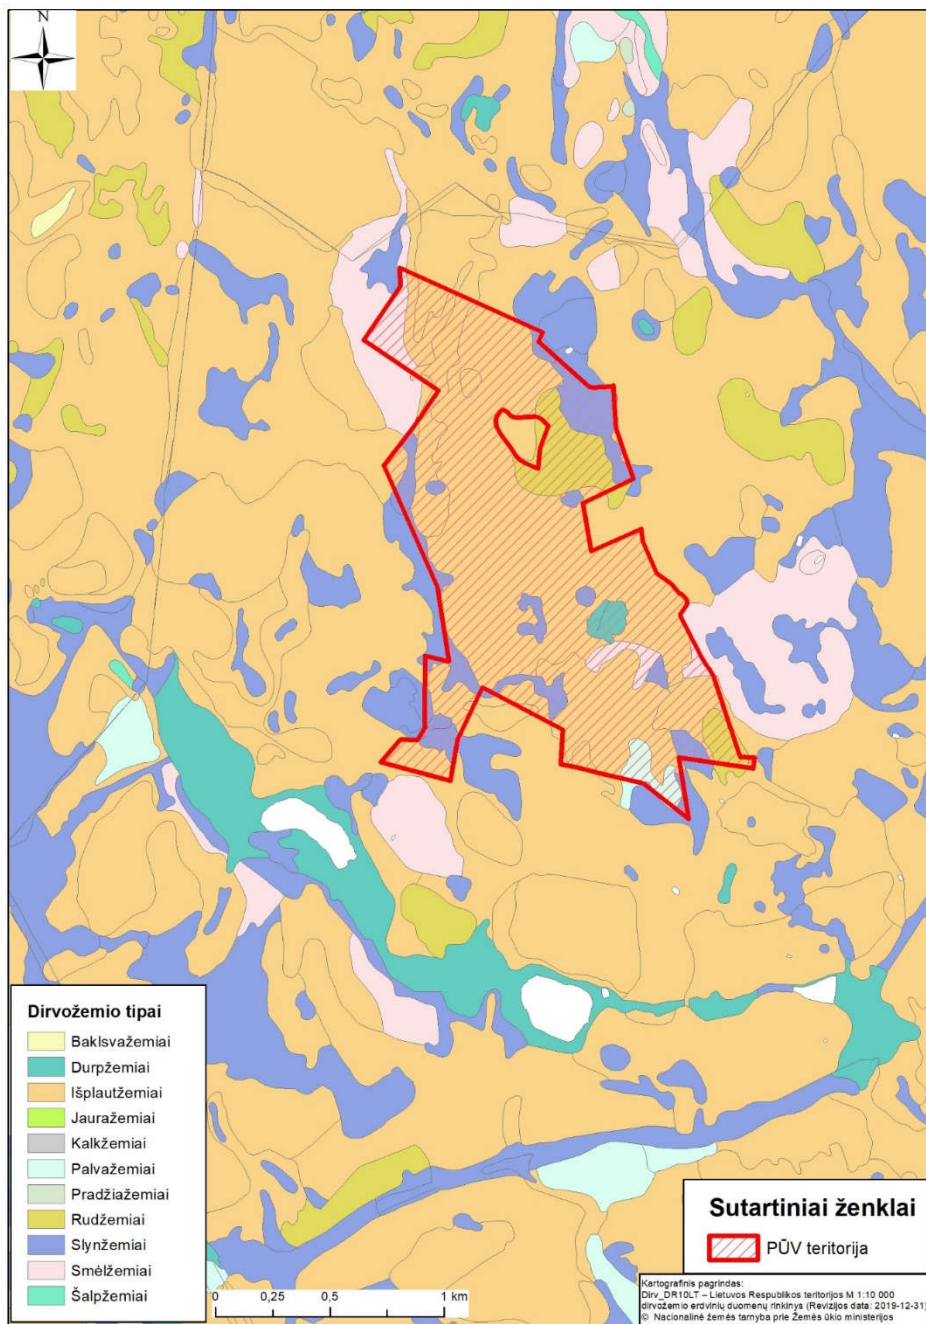 N
Dirvožemio tipai
Baklsvažemiai
Durpžemiai
Išplautžemiai
Jauražemiai
Kalkžemiai
Palvažemiai
Pradžiažemiai
Rudžemiai
Slynžemiai
Smėlžemiai
Šalpžemiai
0 0,25 0,5 1 km
Sutartiniai ženklai
PŪV teritorija
Kartografinis pagrindas:
Dirv_DR10LT – Lietuvos Respublikos teritorijos M 1:10 000
dirvožemio erdvinių duomenų rinkinys (Revizijos data: 2019-12-31)
© Nacionalinė žemės tarnyba prie Žemės ūkio ministerijos